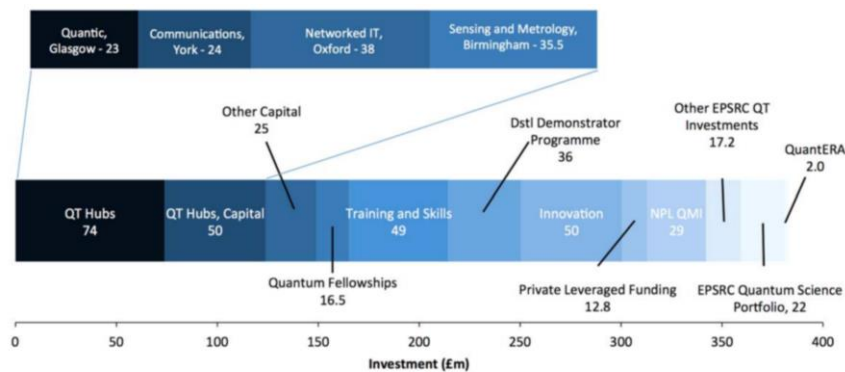 Quantic,
Glasgow - 23
Communications,
York - 24
Networked IT,
Oxford - 38
Sensing and Metrology,
Birmingham - 35.5
Other Capital
25
Dstl Demonstrator
Programme
36
Other EPSRC QT
Investments
17.2
QuantERA
2.0
QT Hubs
74
QT Hubs, Capital
50
Training and Skills
49
Innovation
50
NPL QMI
29
Quantum Fellowships
16.5
Private Leveraged Funding
12.8
EPSRC Quantum Science
Portfolio, 22
0 50 100 150 200 250 300 350 400
Investment (£m)